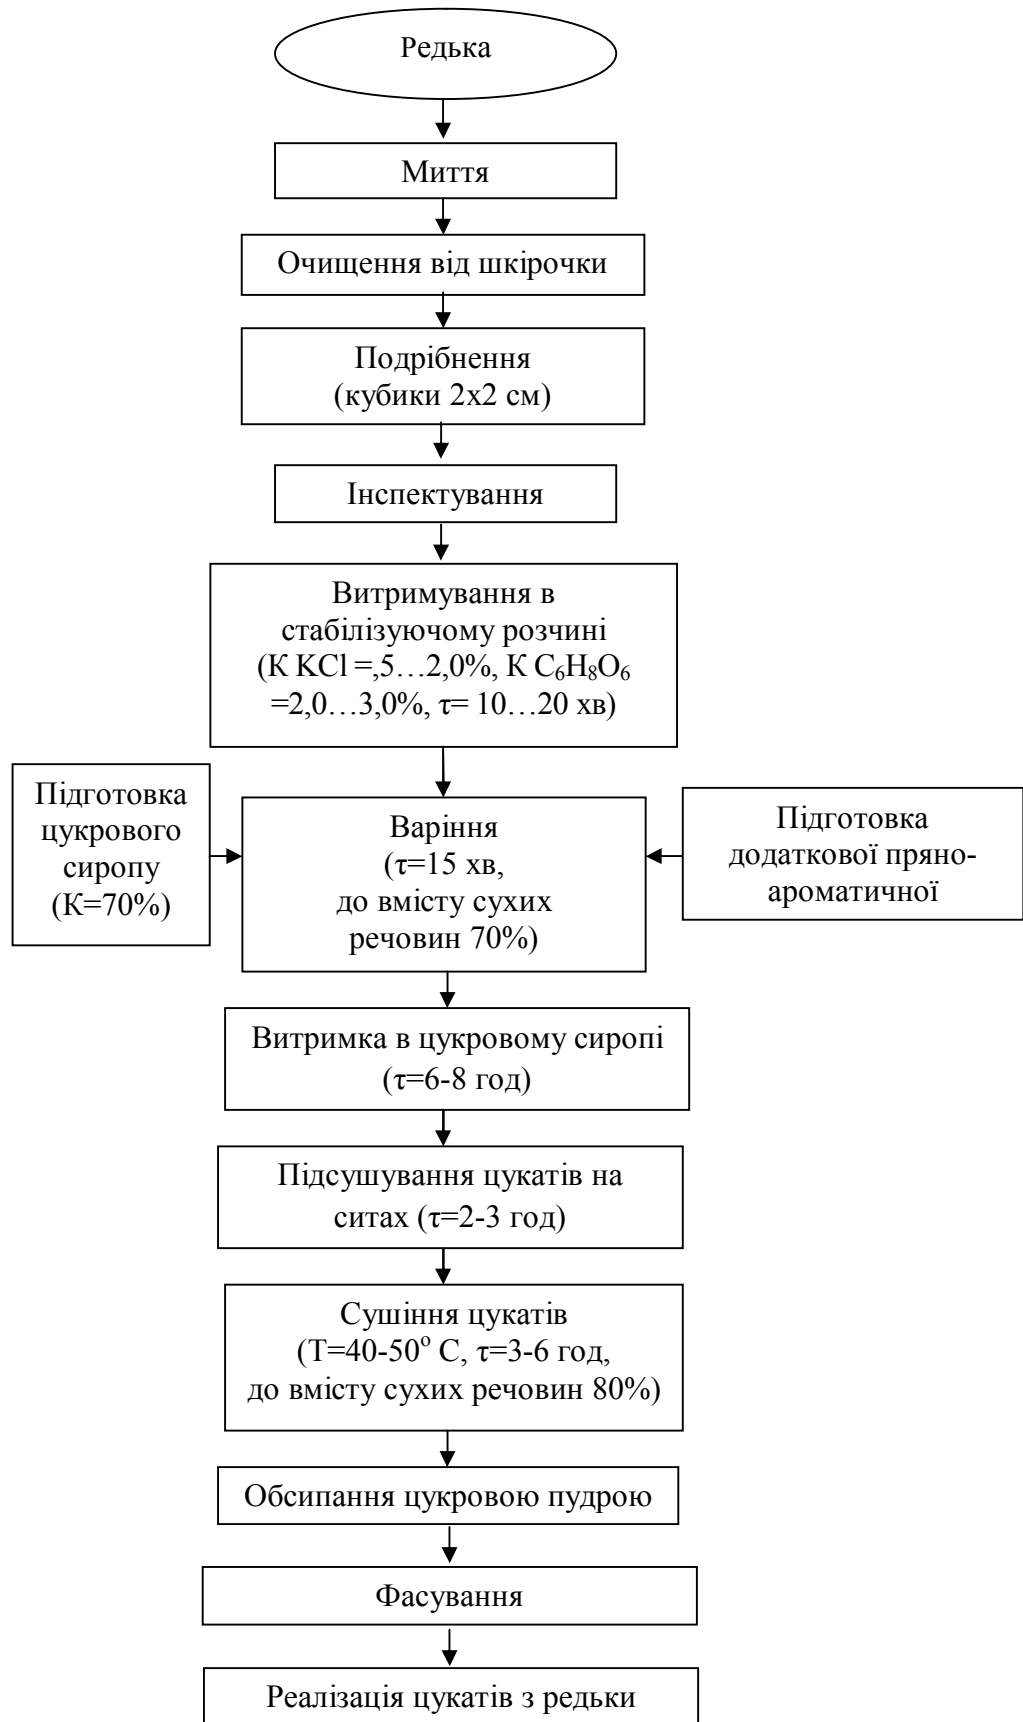 Редька
Миття
Очищення від шкірочки
Подрібнення
(кубики 2х2 см)
Інспектування
Витримування в
стабілізуючому розчині
(К KCl =,5…2,0%, К C₆H₈O₆
=2,0…3,0%, τ= 10…20 хв)
Підготовка
цукрового
сиропу
(К=70%)
Варіння
(τ=15 хв,
до вмісту сухих
речовин 70%)
Підготовка
додаткової пряно-
ароматичної
Витримка в цукровому сиропі
(τ=6-8 год)
Підсушування цукатів на
ситах (τ=2-3 год)
Сушіння цукатів
(Т=40-50° С, τ=3-6 год,
до вмісту сухих речовин 80%)
Обсипання цукровою пудрою
Фасування
Реалізація цукатів з редьки